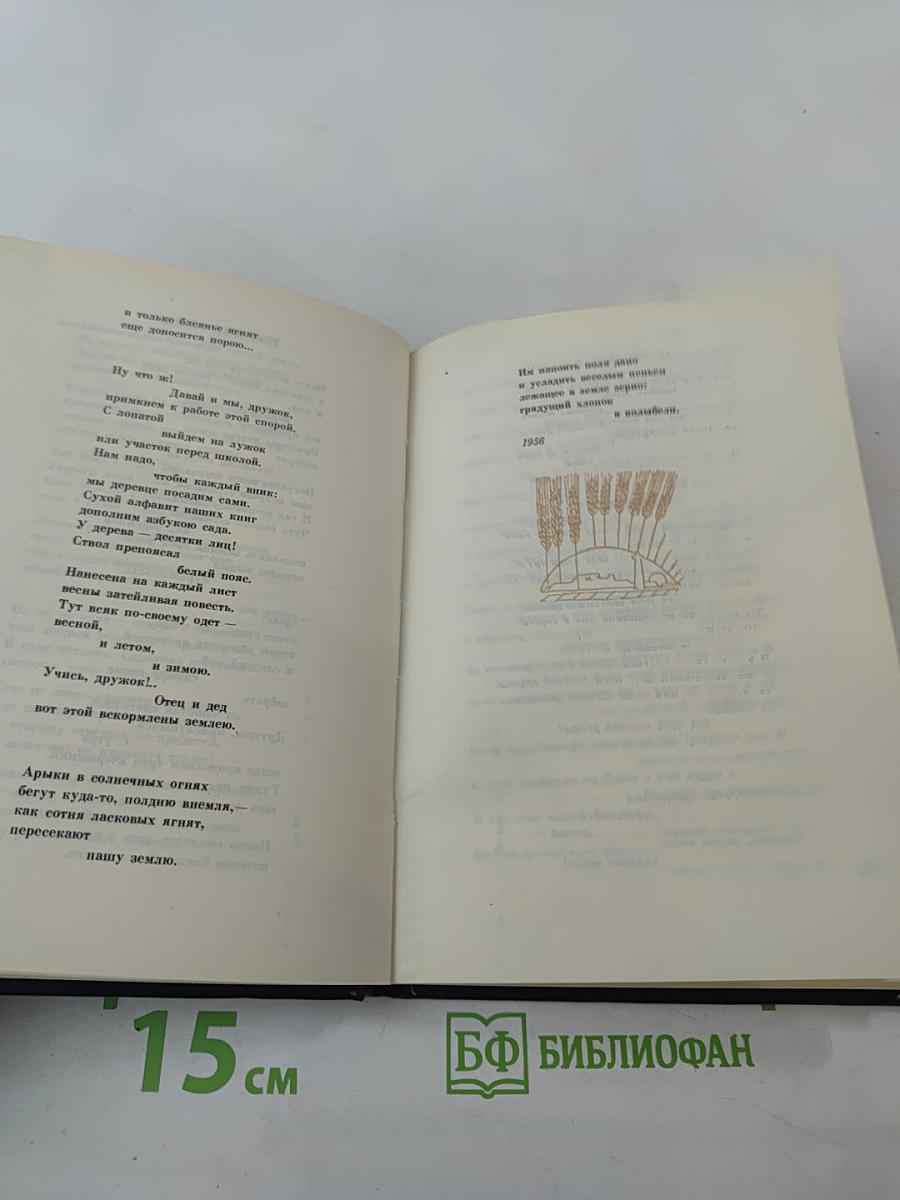 и только блеянье ягнят
еще доносится порою...
Ну что ж!
Давай и мы, дружок,
примкнем к работе этой спорой.
С лопатой
выйдем на лужок
или участок перед школой.
Нам надо,
чтобы каждый вник:
мы деревце посадим сами.
Сухой алфавит наших книг
дополним азбукою сада.
У дерева — десятки лиц!
Ствол препоясал
белый пояс.
Нанесена на каждый лист
весны затейливая повесть.
Тут всяк по-своему одет —
весной,
и летом,
и зимою.
Учись, дружок!..
Отец и дед
вот этой вскормлены землею.
Арыки в солнечных огнях
бегут куда-то, полдню внемля,—
как сотня ласковых ягнят,
пересекают
нашу землю.
Им напоить поля дано
и усладить веселым пеньем
лежащее в земле зерно:
грядущий хлопок
в колыбели.
1956
15 см
БФ БИБЛИОФАН